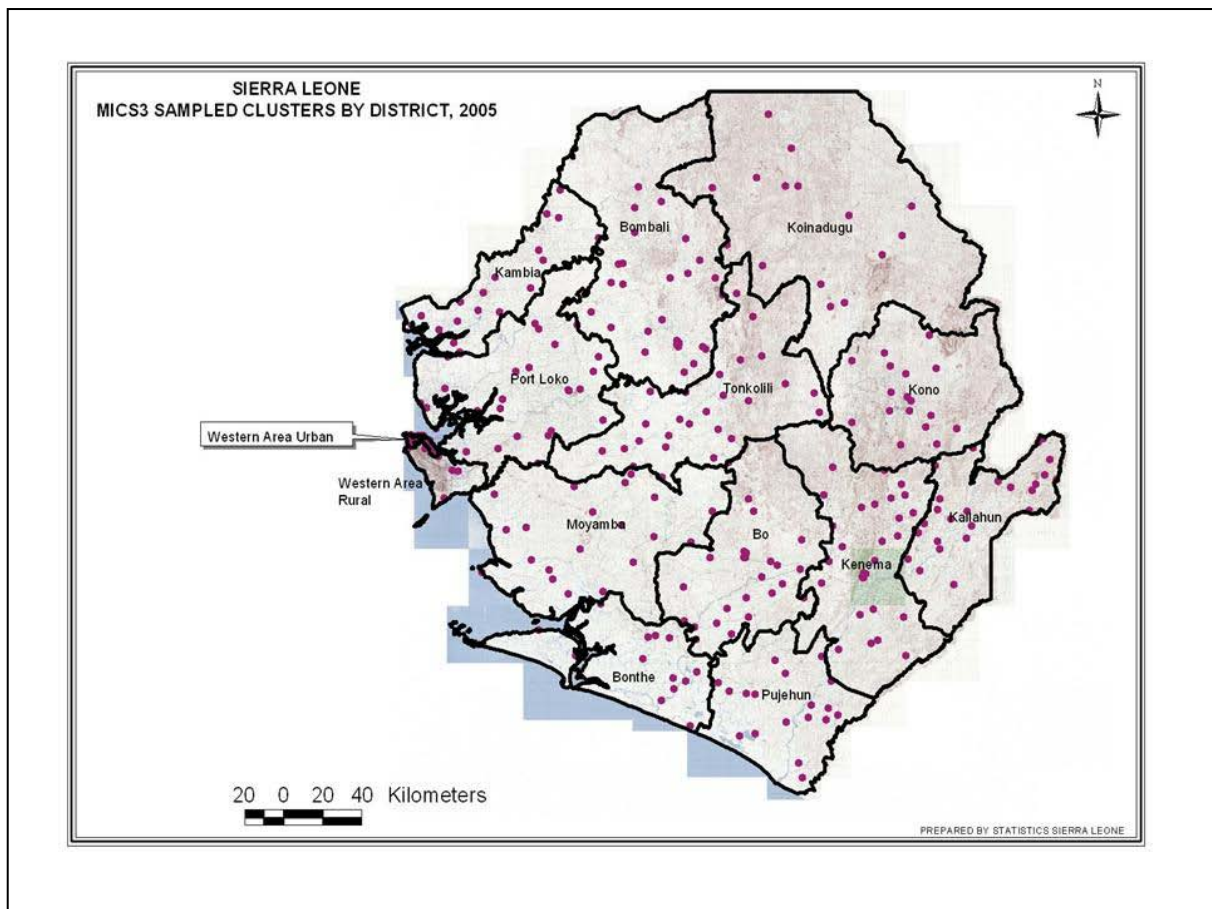 SIERRA LEONE
MICS3 SAMPLED CLUSTERS BY DISTRICT, 2005
N
Koinadugu
Bombali
Kambia
Port Loko
Tonkolili
Kono
Western Area Urban
Western Area
Rural
Moyamba
Bo
Kailahun
Kenema
Bonthe
Pujehun
20 0 20 40 Kilometers
PREPARED BY STATISTICS SIERRA LEONE